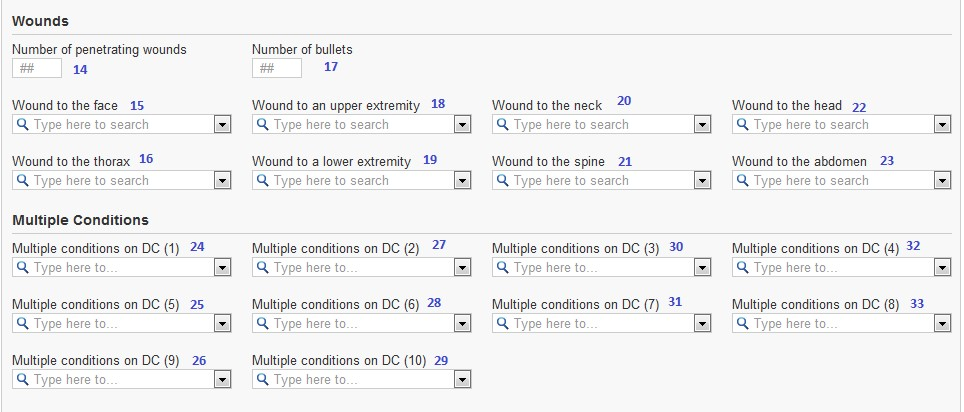 Wounds
Number of penetrating wounds Number of bullets
## 14 ## 17
Wound to the face 15 Wound to an upper extremity 18 Wound to the neck 20 Wound to the head 22
Type here to search Type here to search Type here to search Type here to search
Wound to the thorax 16 Wound to a lower extremity 19 Wound to the spine 21 Wound to the abdomen 23
Type here to search Type here to search Type here to search Type here to search
Multiple Conditions
Multiple conditions on DC (1) 24 Multiple conditions on DC (2) 27 Multiple conditions on DC (3) 30 Multiple conditions on DC (4) 32
Type here to... Type here to... Type here to... Type here to...
Multiple conditions on DC (5) 25 Multiple conditions on DC (6) 28 Multiple conditions on DC (7) 31 Multiple conditions on DC (8) 33
Type here to... Type here to... Type here to... Type here to...
Multiple conditions on DC (9) 26 Multiple conditions on DC (10) 29
Type here to... Type here to...